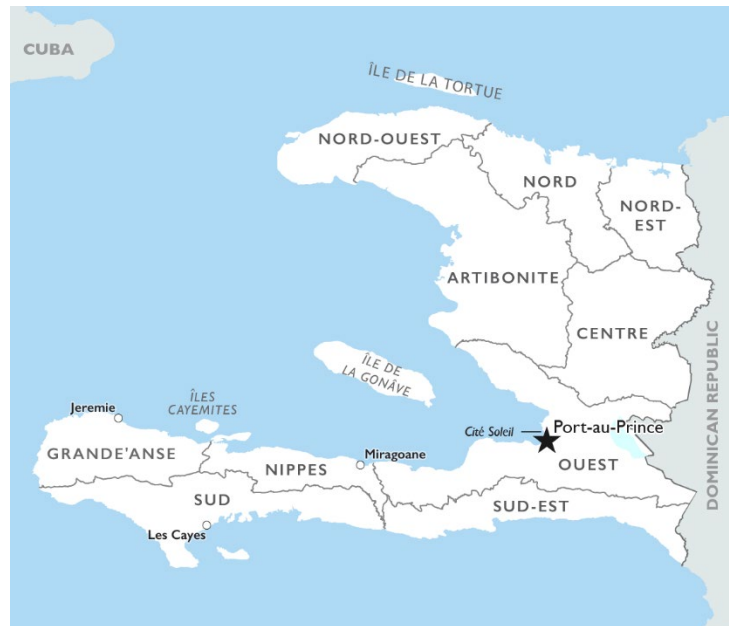 CUBA
ÎLE DE LA TORTUE
NORD-OUEST
NORD
NORD-
EST
ARTIBONITE
CENTRE
DOMINICAN REPUBLIC
ÎLE DE
LA GONÂVE
ÎLES
CAYEMITES
Jeremie
Cité Soleil
Port-au-Prince
GRANDE'ANSE
NIPPES
Miragoane
OUEST
SUD
SUD-EST
Les Cayes